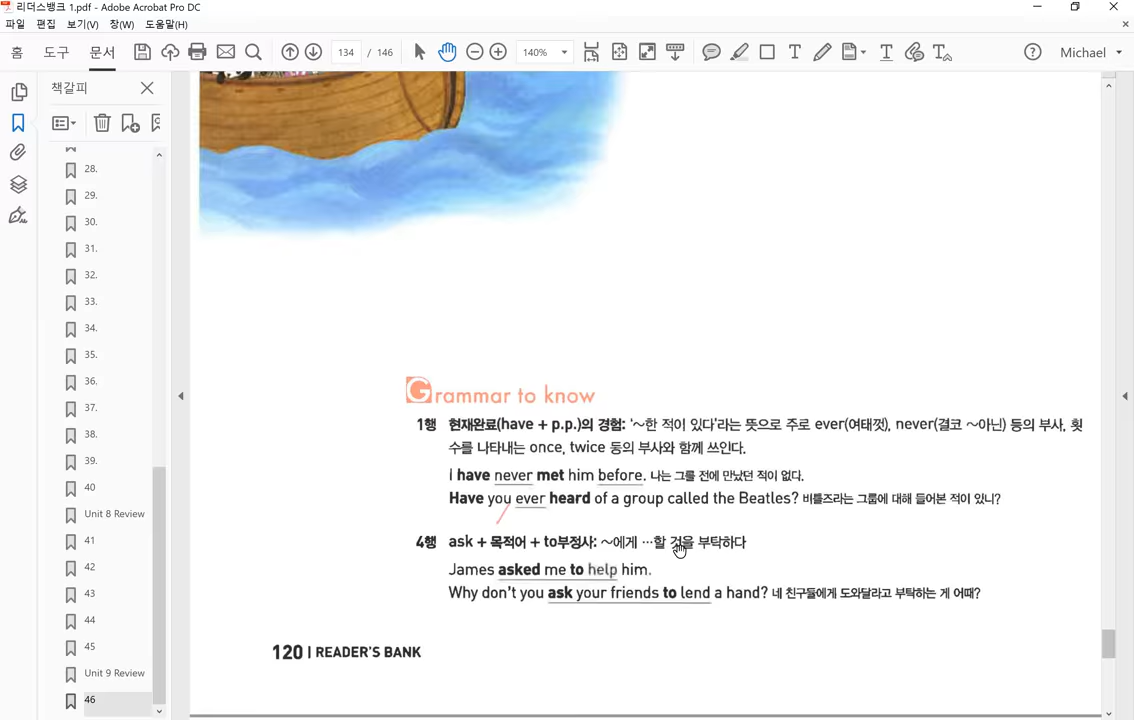 리더스뱅크 1.pdf - Adobe Acrobat Pro DC
파일 편집 보기(V) 창(W) 도움말(H)
홈 도구 문서 134 / 146 140% Michael
책갈피
28.
29.
30.
31.
32.
33.
34.
35.
36.
37.
38.
39.
40
Unit 8 Review
41
42
43
44
45
Unit 9 Review
46
Grammar to know
1행 현재완료(have + p.p.)의 경험: '~한 적이 있다'라는 뜻으로 주로 ever(여태껏), never(결코 ~아닌) 등의 부사, 횟
수를 나타내는 once, twice 등의 부사와 함께 쓰인다.
I have never met him before. 나는 그를 전에 만났던 적이 없다.
Have you ever heard of a group called the Beatles? 비틀즈라는 그룹에 대해 들어본 적이 있니?
4행 ask + 목적어 + to부정사: ~에게 …할 것을 부탁하다
James asked me to help him.
Why don't you ask your friends to lend a hand? 네 친구들에게 도와달라고 부탁하는 게 어때?
120 | READER'S BANK